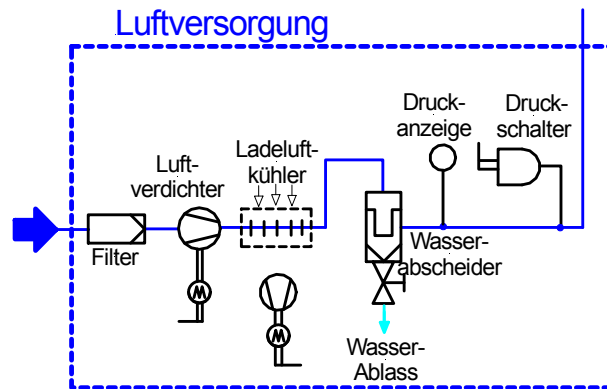 Luftversorgung
Druck-
anzeige
Druck-
schalter
Luft-
verdichter
Ladeluft-
kühler
Filter
Wasser-
abscheider
M
M
Wasser-
Ablass